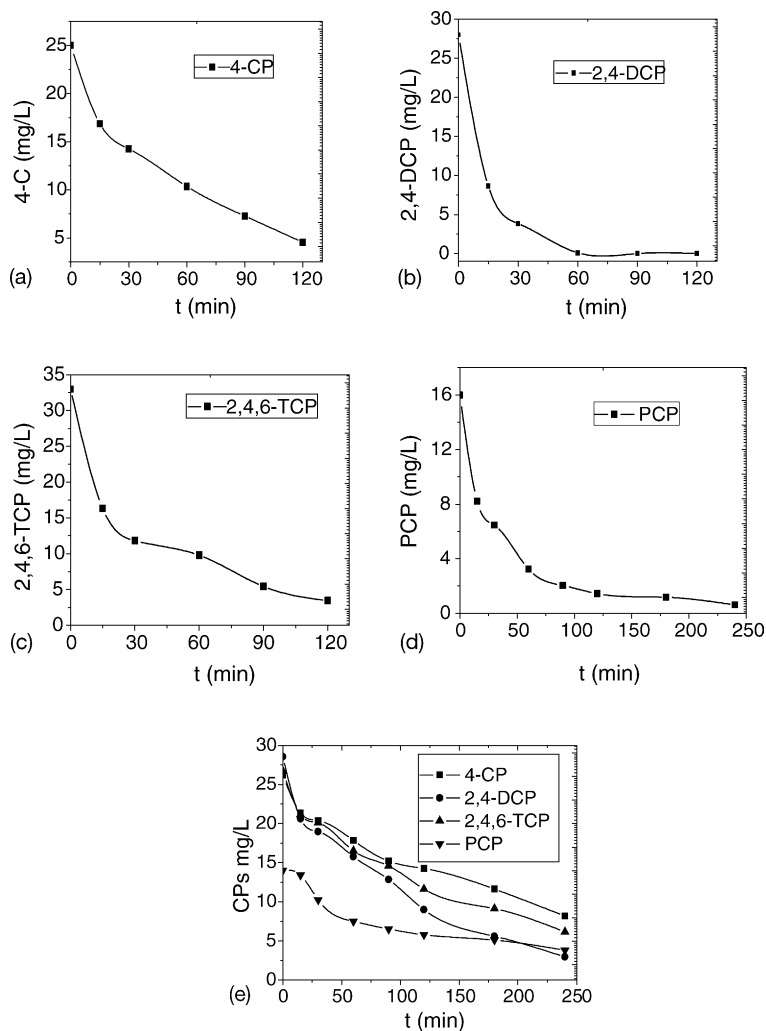 4-CP
4-C (mg/L)
25
20
15
10
5
0 30 60 90 120
t (min)
(a)
2,4-DCP
2,4-DCP (mg/L)
30
25
20
15
10
5
0
0 15 30 45 60 75 90 105 120
t (min)
(b)
2,4,6-TCP
2,4,6-TCP (mg/L)
35
30
25
20
15
10
5
0
0 30 60 90 120
t (min)
(c)
PCP
PCP (mg/L)
16
12
8
4
0
0 50 100 150 200 250
t (min)
(d)
4-CP
2,4-DCP
2,4,6-TCP
PCP
CPs mg/L
30
25
20
15
10
5
0
0 50 100 150 200 250
t (min)
(e)